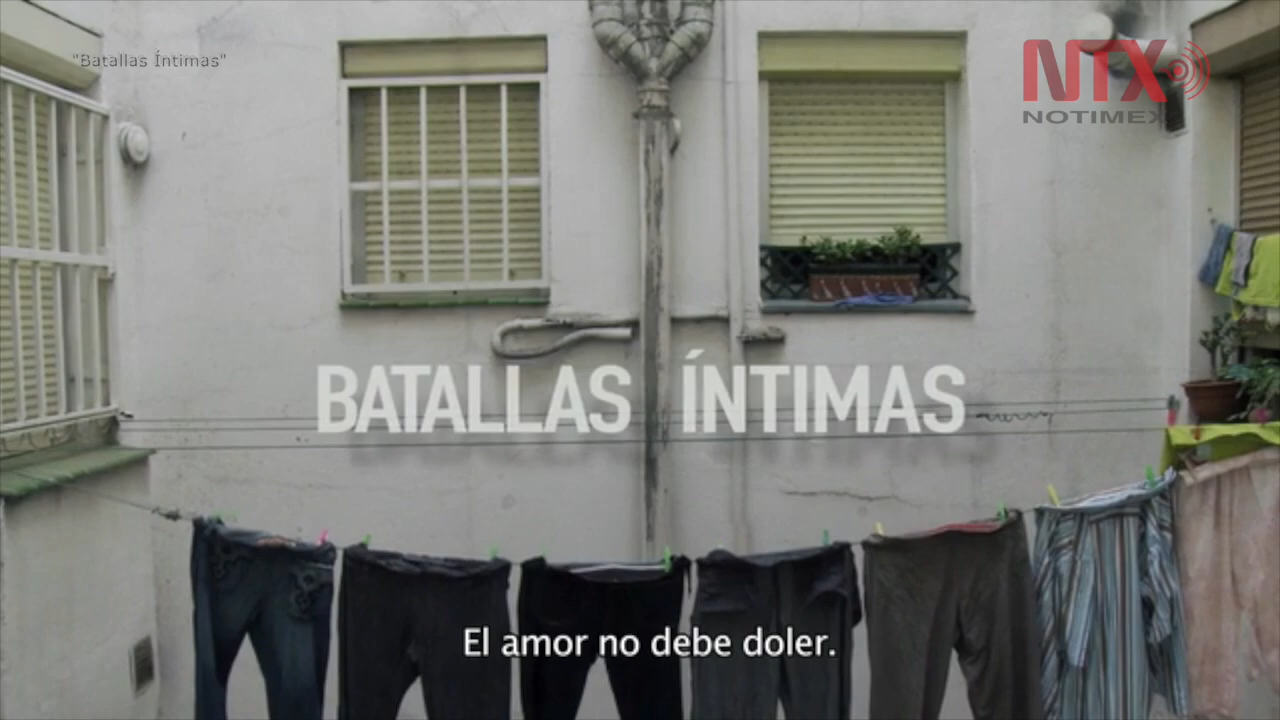 "Batallas Íntimas"
NTX
NOTIMEX
BATALLAS ÍNTIMAS
El amor no debe doler.